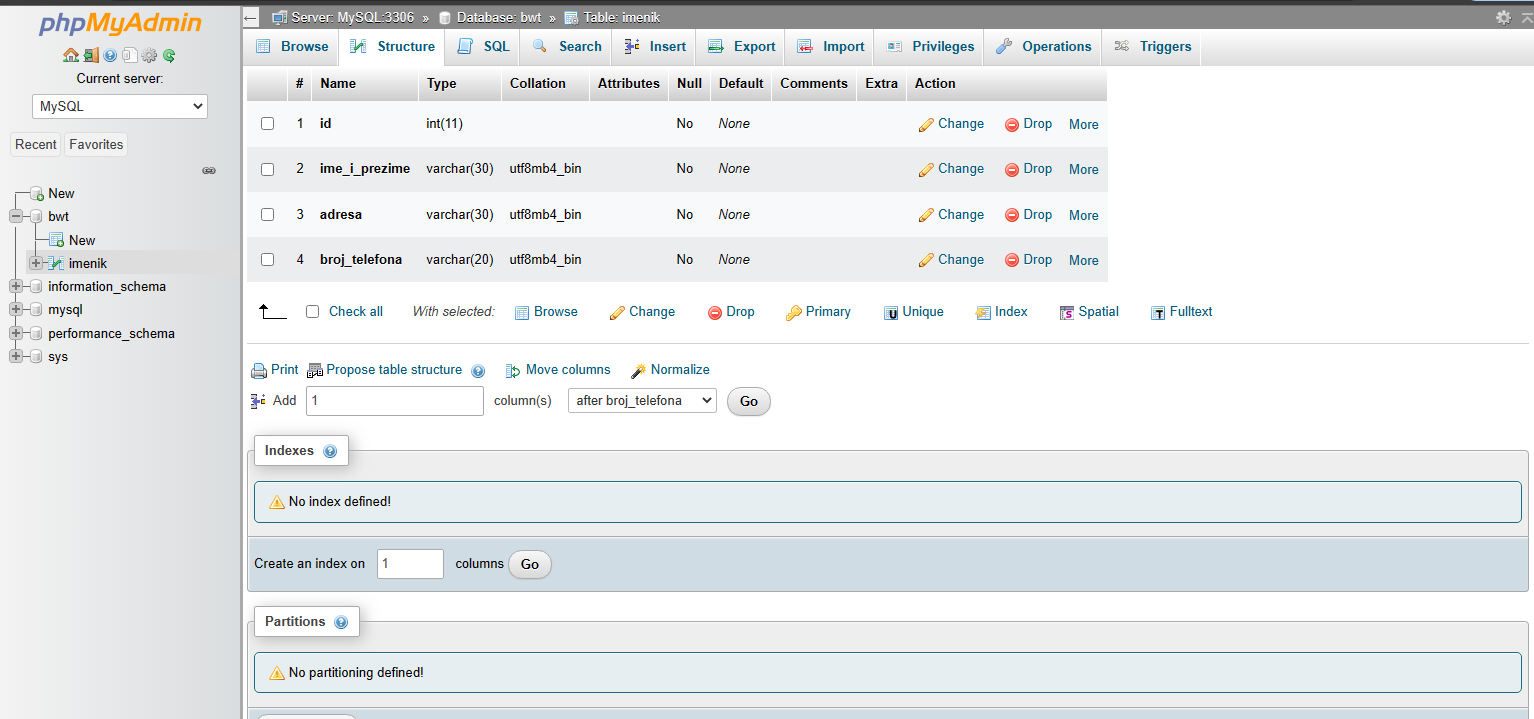 phpMyAdmin
Current server:
MySQL
Recent Favorites
New
bwt
New
imenik
information_schema
mysql
performance_schema
sys
Server: MySQL:3306 » Database: bwt » Table: imenik
Browse Structure SQL Search Insert Export Import Privileges Operations Triggers
# Name Type Collation Attributes Null Default Comments Extra Action
1 id int(11) No None Change Drop More
2 ime_i_prezime varchar(30) utf8mb4_bin No None Change Drop More
3 adresa varchar(30) utf8mb4_bin No None Change Drop More
4 broj_telefona varchar(20) utf8mb4_bin No None Change Drop More
Check all With selected: Browse Change Drop Primary Unique Index Spatial Fulltext
Print Propose table structure Move columns Normalize
Add 1 column(s) after broj_telefona Go
Indexes
No index defined!
Create an index on 1 columns Go
Partitions
No partitioning defined!